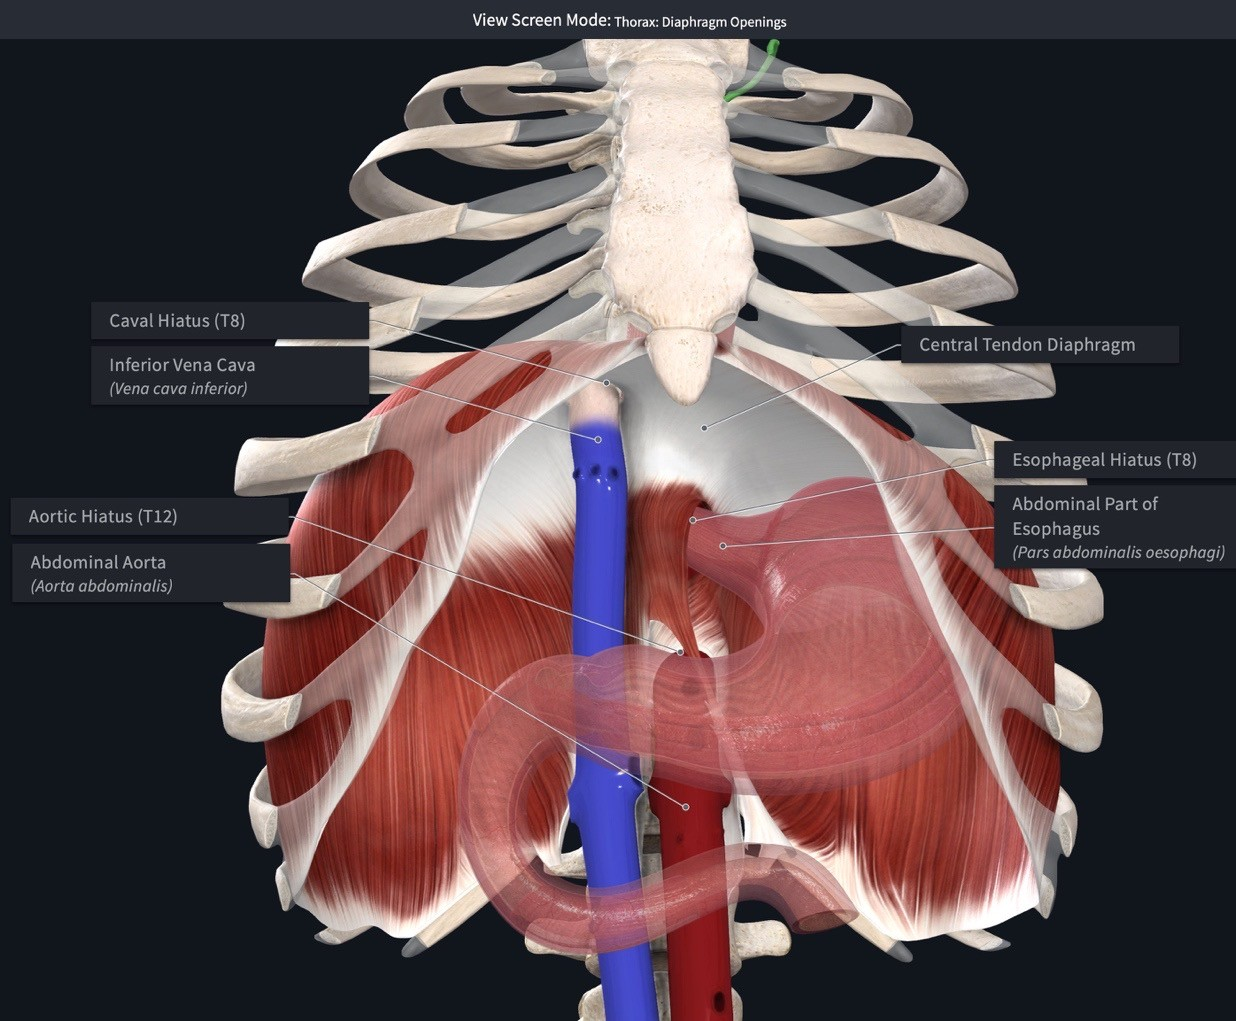 View Screen Mode: Thorax: Diaphragm Openings
Caval Hiatus (T8)
Inferior Vena Cava
(Vena cava inferior)
Central Tendon Diaphragm
Esophageal Hiatus (T8)
Abdominal Part of
Esophagus
(Pars abdominalis oesophagi)
Aortic Hiatus (T12)
Abdominal Aorta
(Aorta abdominalis)